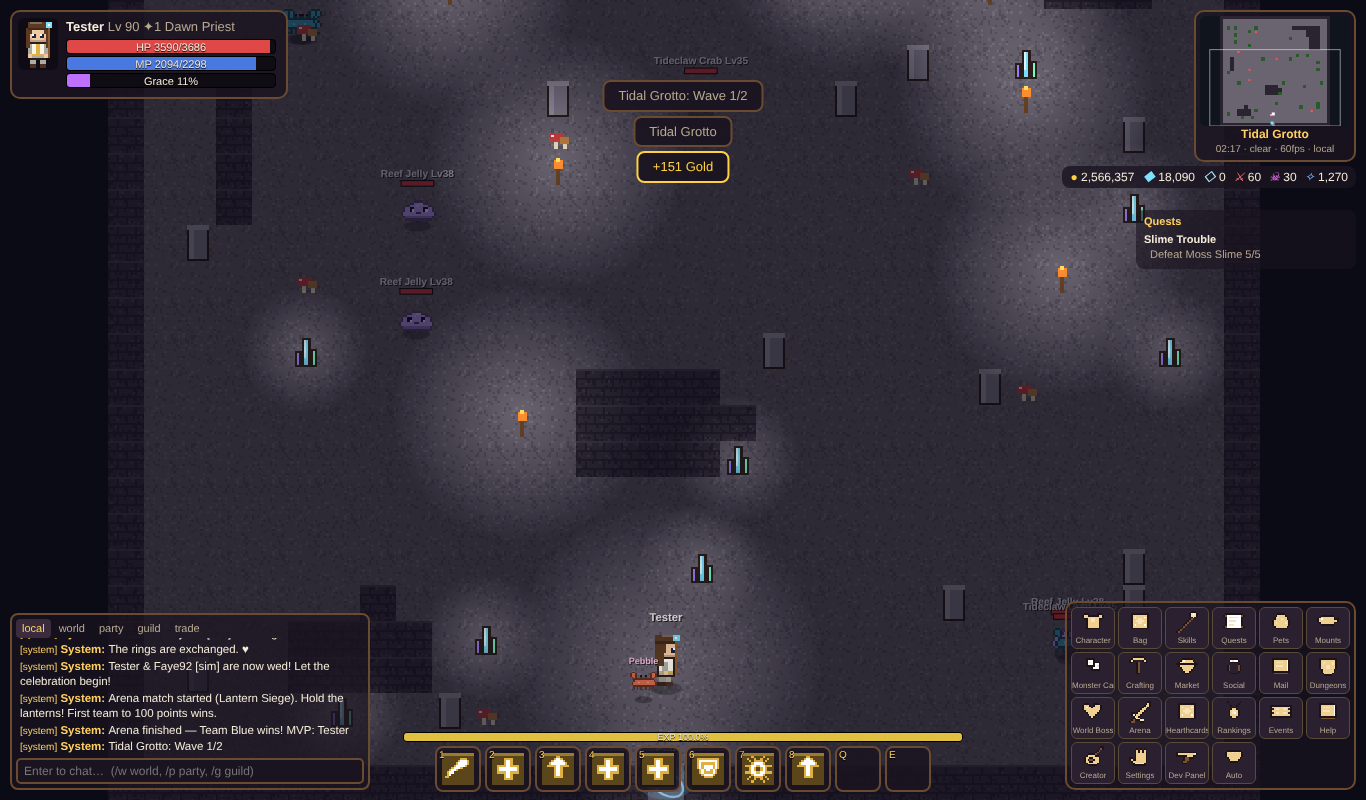 Tester Lv 90 ✦1 Dawn Priest
HP 3590/3686
MP 2094/2298
Grace 11%
Tideclaw Crab Lv35
Tidal Grotto: Wave 1/2
Tidal Grotto
+151 Gold
Tidal Grotto
02:17 · clear · 60fps · local
2,566,357 18,090 0 60 30 1,270
Quests
Slime Trouble
Defeat Moss Slime 5/5
Reef Jelly Lv38
Reef Jelly Lv38
Tester
Pebble
Reef Jelly Lv38
local world party guild trade
[system] System: The rings are exchanged. ♥
[system] System: Tester & Faye92 [sim] are now wed! Let the
celebration begin!
[system] System: Arena match started (Lantern Siege). Hold the
lanterns! First team to 100 points wins.
[system] System: Arena finished — Team Blue wins! MVP: Tester
[system] System: Tidal Grotto: Wave 1/2
Enter to chat… (/w world, /p party, /g guild)
EXP 100.0%
1 2 3 4 5 6 7 8 Q E
Character Bag Skills Quests Pets Mounts
Monster Ca Crafting Market Social Mail Dungeons
World Boss Arena Hearthcards Rankings Events Help
Creator Settings Dev Panel Auto